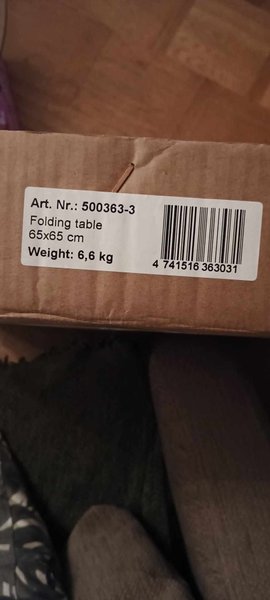 Art. Nr.: 500363-3
Folding table
65x65 cm
Weight: 6,6 kg
4 741516 363031